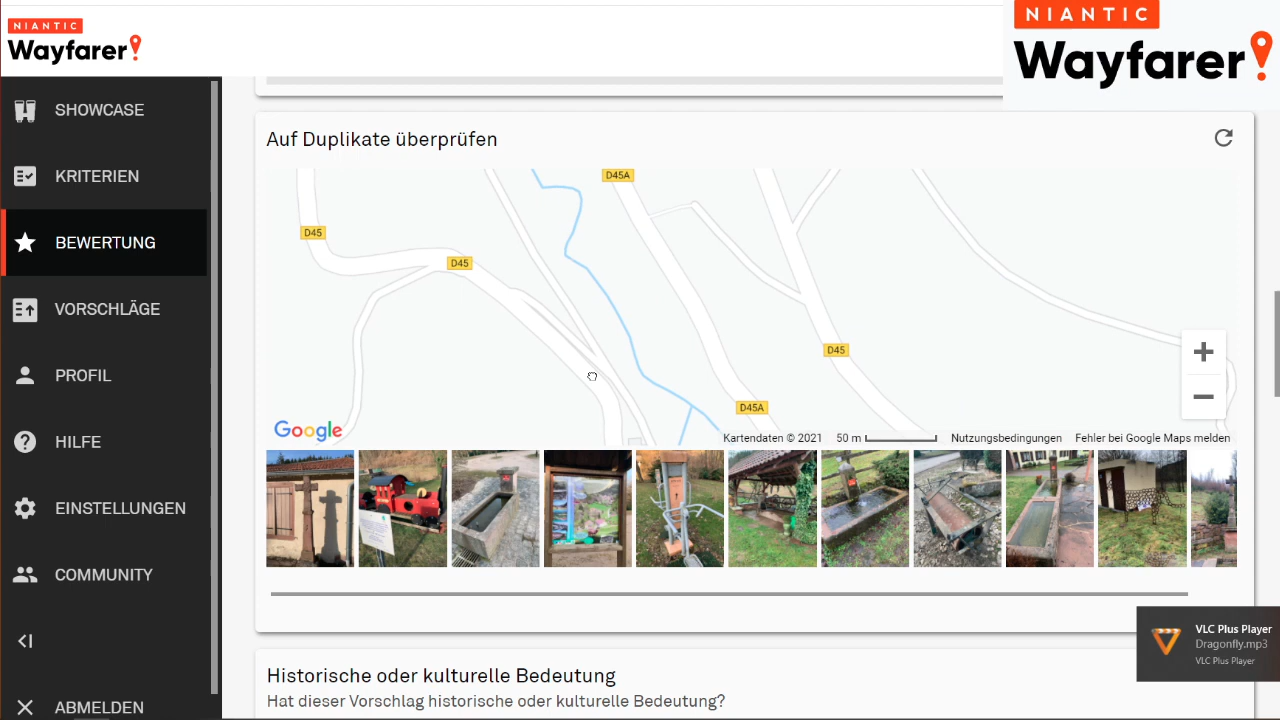 NIANTIC
Wayfarer
NIANTIC
Wayfarer
SHOWCASE
KRITERIEN
BEWERTUNG
VORSCHLÄGE
PROFIL
HILFE
EINSTELLUNGEN
COMMUNITY
ABMELDEN
Auf Duplikate überprüfen
D45A
D45
D45
D45
D45A
Google
Kartendaten © 2021
50 m
Nutzungsbedingungen
Fehler bei Google Maps melden
VLC Plus Player
Dragonfly.mp3
VLC Plus Player
Historische oder kulturelle Bedeutung
Hat dieser Vorschlag historische oder kulturelle Bedeutung?